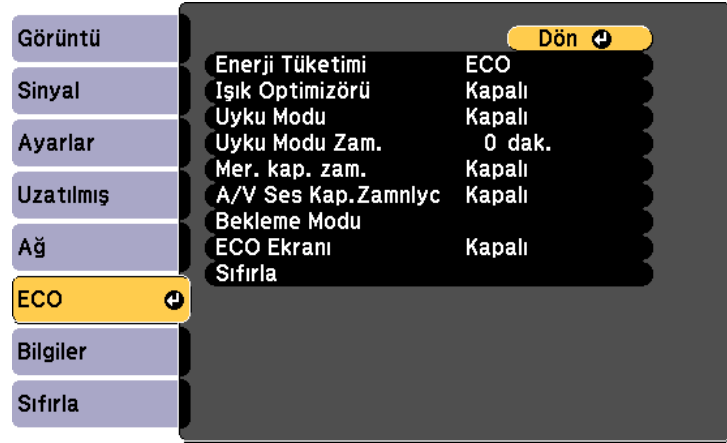 Görüntü
Sinyal
Ayarlar
Uzatılmış
Ağ
ECO
Bilgiler
Sıfırla
Dön
Enerji Tüketimi ECO
Işık Optimizörü Kapalı
Uyku Modu Kapalı
Uyku Modu Zam. 0 dak.
Mer. kap. zam. Kapalı
A/V Ses Kap.Zamnlyc Kapalı
Bekleme Modu
ECO Ekranı Kapalı
Sıfırla